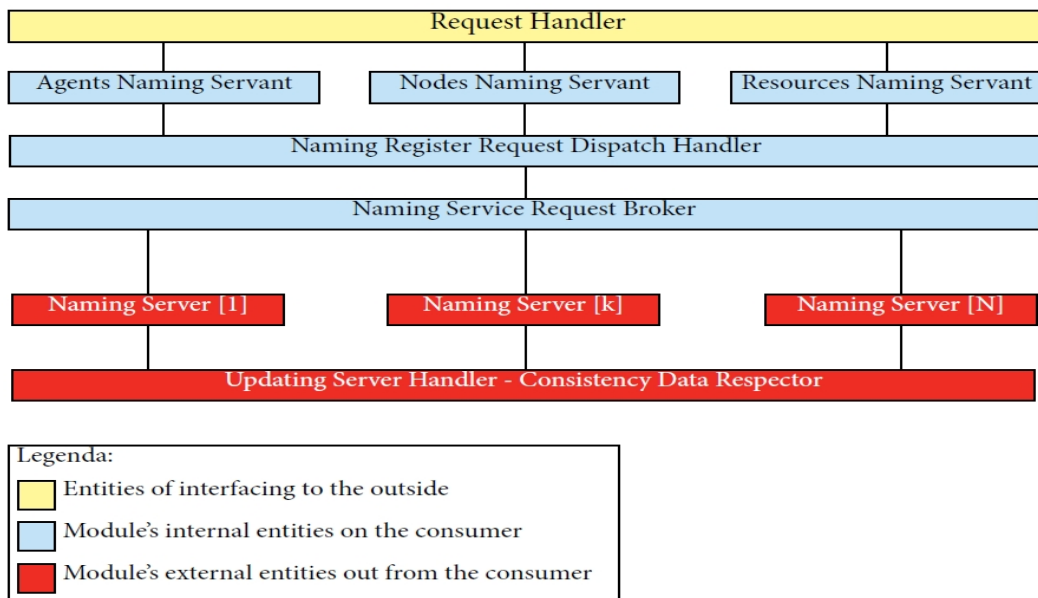 Request Handler
Agents Naming Servant
Nodes Naming Servant
Resources Naming Servant
Naming Register Request Dispatch Handler
Naming Service Request Broker
Naming Server [1]
Naming Server [k]
Naming Server [N]
Updating Server Handler - Consistency Data Respector
Legenda:
Entities of interfacing to the outside
Module's internal entities on the consumer
Module's external entities out from the consumer